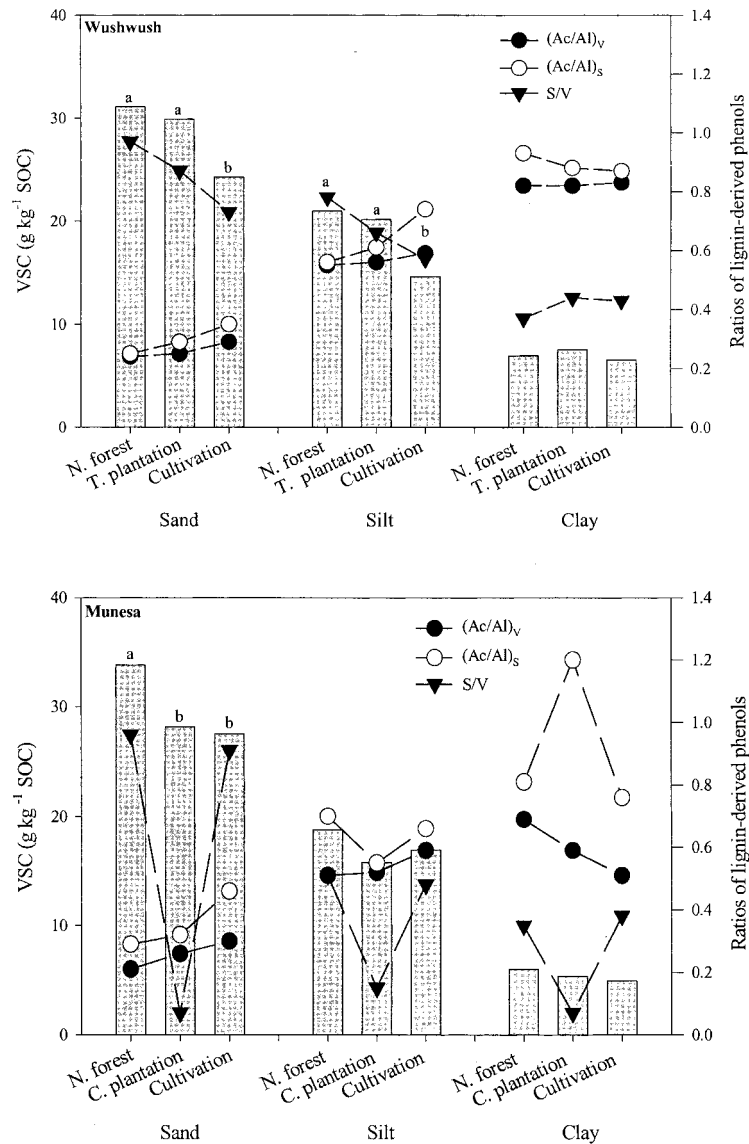 Wushwush
40
30
20
10
0
VSC (g kg⁻¹ SOC)
1.4
1.2
1.0
0.8
0.6
0.4
0.2
0.0
Ratios of lignin-derived phenols
(Ac/Al)V
(Ac/Al)S
S/V
a
a
b
a
a
b
N. forest
T. plantation
Cultivation
N. forest
T. plantation
Cultivation
N. forest
T. plantation
Cultivation
Sand
Silt
Clay
Munesa
40
30
20
10
0
VSC (g kg⁻¹ SOC)
1.4
1.2
1.0
0.8
0.6
0.4
0.2
0.0
Ratios of lignin-derived phenols
(Ac/Al)V
(Ac/Al)S
S/V
a
b
b
N. forest
C. plantation
Cultivation
N. forest
C. plantation
Cultivation
N. forest
C. plantation
Cultivation
Sand
Silt
Clay